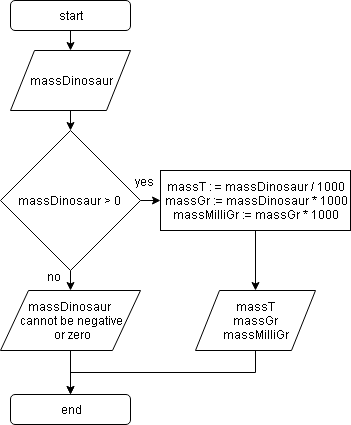 start
massDinosaur
massDinosaur > 0
yes
massT : = massDinosaur / 1000
massGr := massDinosaur * 1000
massMilliGr := massGr * 1000
no
massDinosaur
cannot be negative
or zero
massT
massGr
massMilliGr
end